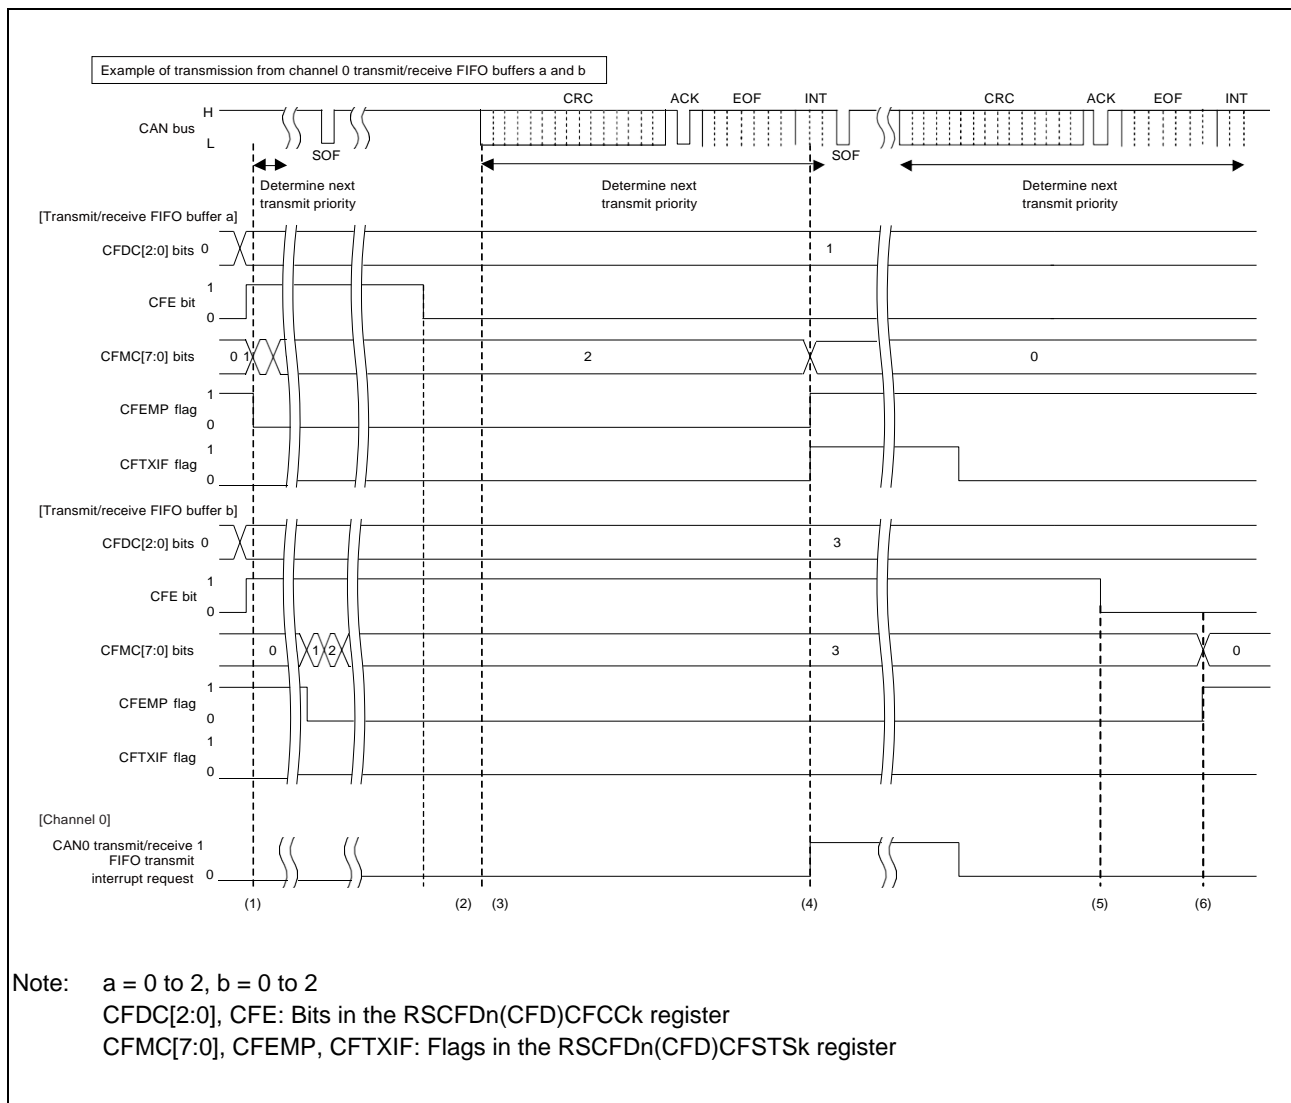 Example of transmission from channel 0 transmit/receive FIFO buffers a and b
CRC ACK EOF INT CRC ACK EOF INT
H
CAN bus
L
SOF SOF
Determine next transmit priority
Determine next transmit priority
Determine next transmit priority
[Transmit/receive FIFO buffer a]
CFDC[2:0] bits 0 1
1
CFE bit
0
CFMC[7:0] bits 0 1 2 0
1
CFEMP flag
0
1
CFTXIF flag
0
[Transmit/receive FIFO buffer b]
CFDC[2:0] bits 0 3
1
CFE bit
0
CFMC[7:0] bits 0 1 2 3 0
1
CFEMP flag
0
1
CFTXIF flag
0
[Channel 0]
CAN0 transmit/receive 1
FIFO transmit
interrupt request 0
(1) (2) (3) (4) (5) (6)
Note: a = 0 to 2, b = 0 to 2
CFDC[2:0], CFE: Bits in the RSCFDn(CFD)CFCCk register
CFMC[7:0], CFEMP, CFTXIF: Flags in the RSCFDn(CFD)CFSTSk register